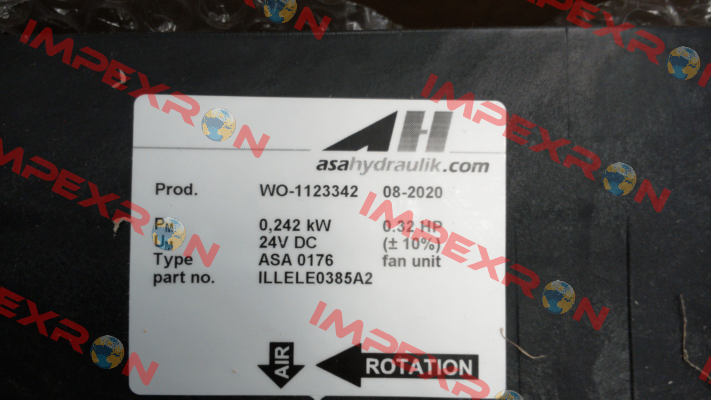 AH
asahydraulik.com
Prod. WO-1123342 08-2020
PM 0,242 kW 0.32 HP
UM 24V DC (± 10%)
Type ASA 0176 fan unit
part no. ILLELE0385A2
AIR ROTATION
IMPEXRON
IMPEXRON
IMPEXRON
IMPEXRON
IMPEXRON
IMPEXRON
IMPEXRON